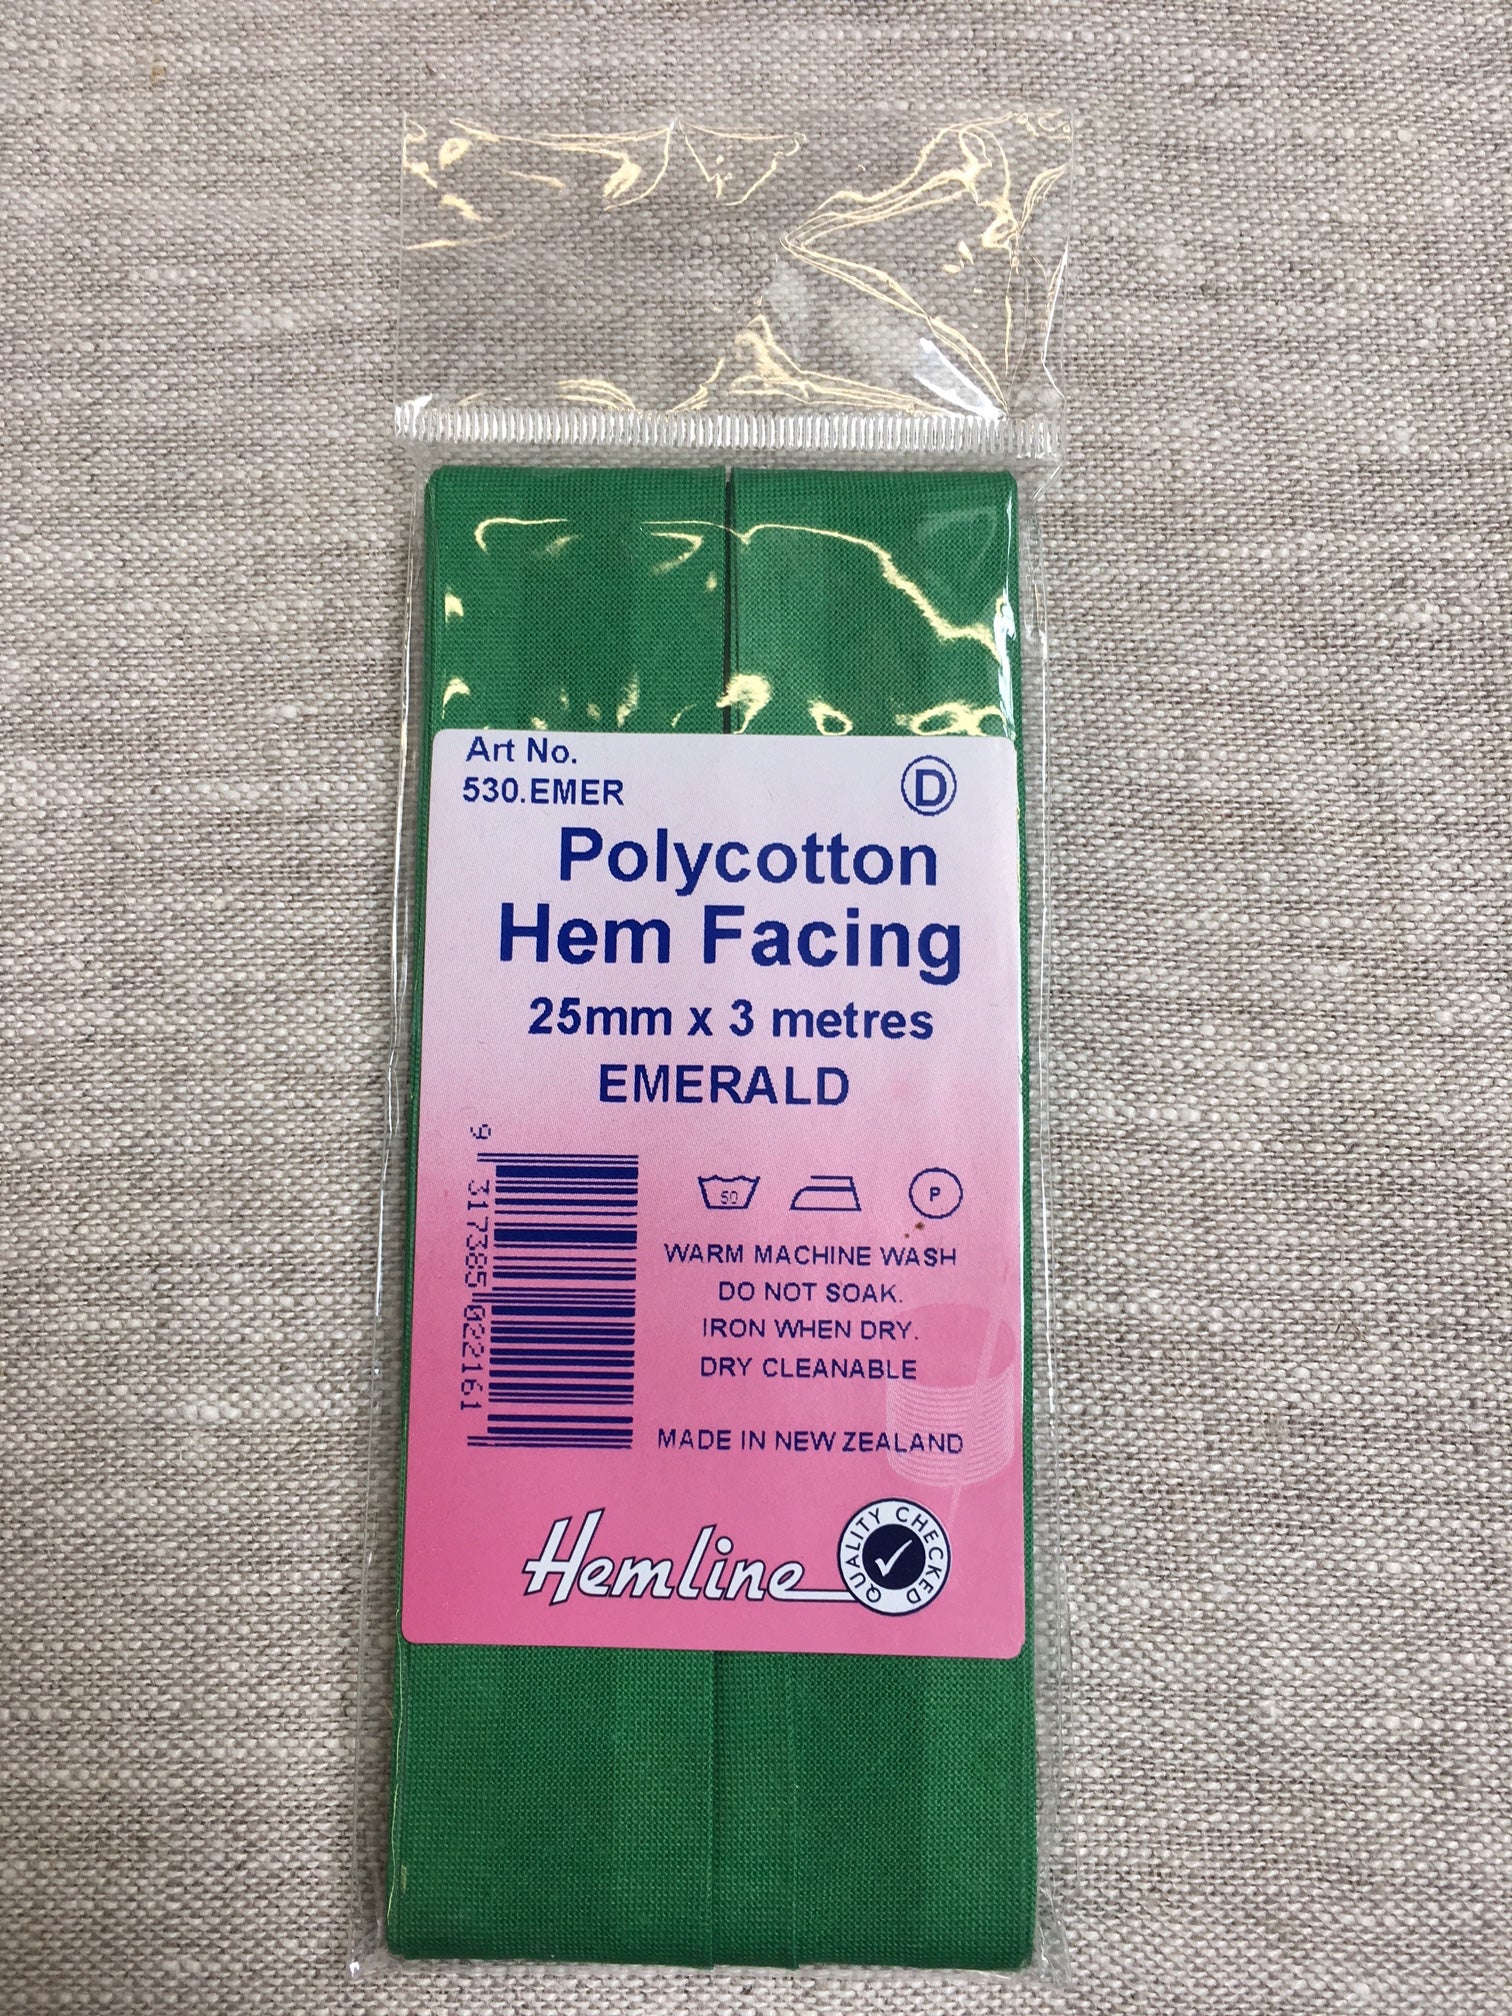 Art No.
530.EMER
D
Polycotton
Hem Facing
25mm x 3 metres
EMERALD
9 317385 022161
50
P
WARM MACHINE WASH
DO NOT SOAK.
IRON WHEN DRY.
DRY CLEANABLE
MADE IN NEW ZEALAND
Hemline
QUALITY CHECKED